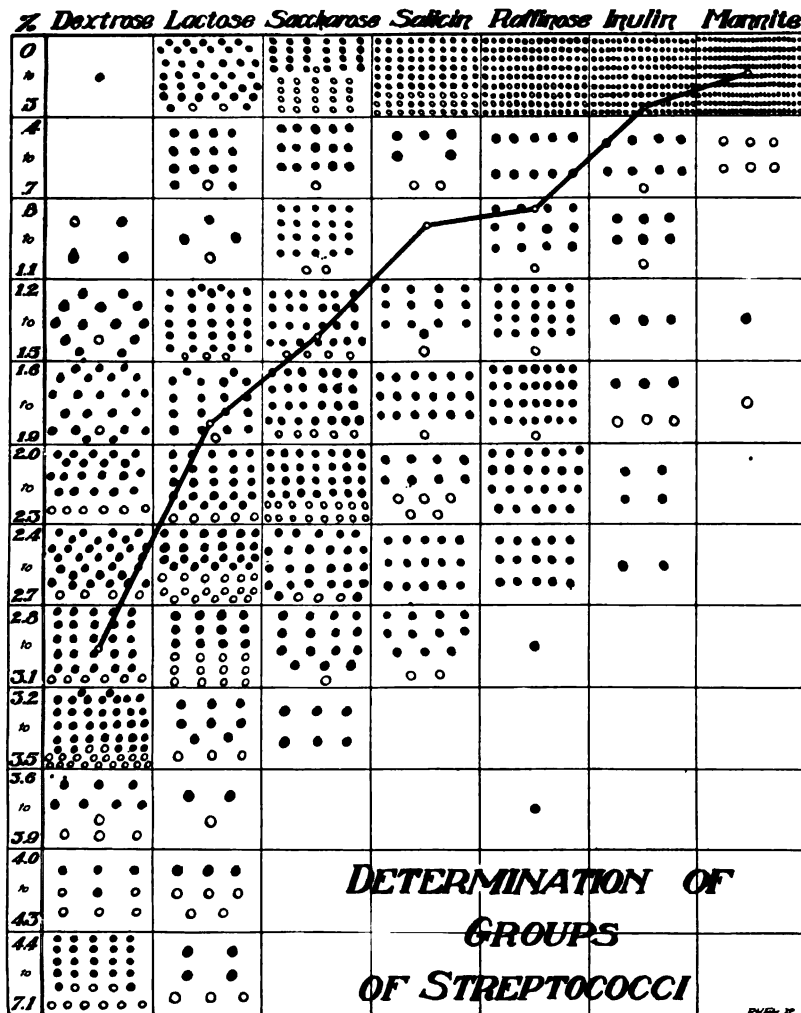 % Dextrose Lactose Saccharose Salicin Raffinose Inulin Mannite
0
to
.3
.4
to
.7
.8
to
1.1
1.2
to
1.5
1.6
to
1.9
2.0
to
2.3
2.4
to
2.7
2.8
to
3.1
3.2
to
3.5
3.6
to
3.9
4.0
to
4.3
4.4
to
7.1
DETERMINATION OF
GROUPS
OF STREPTOCOCCI